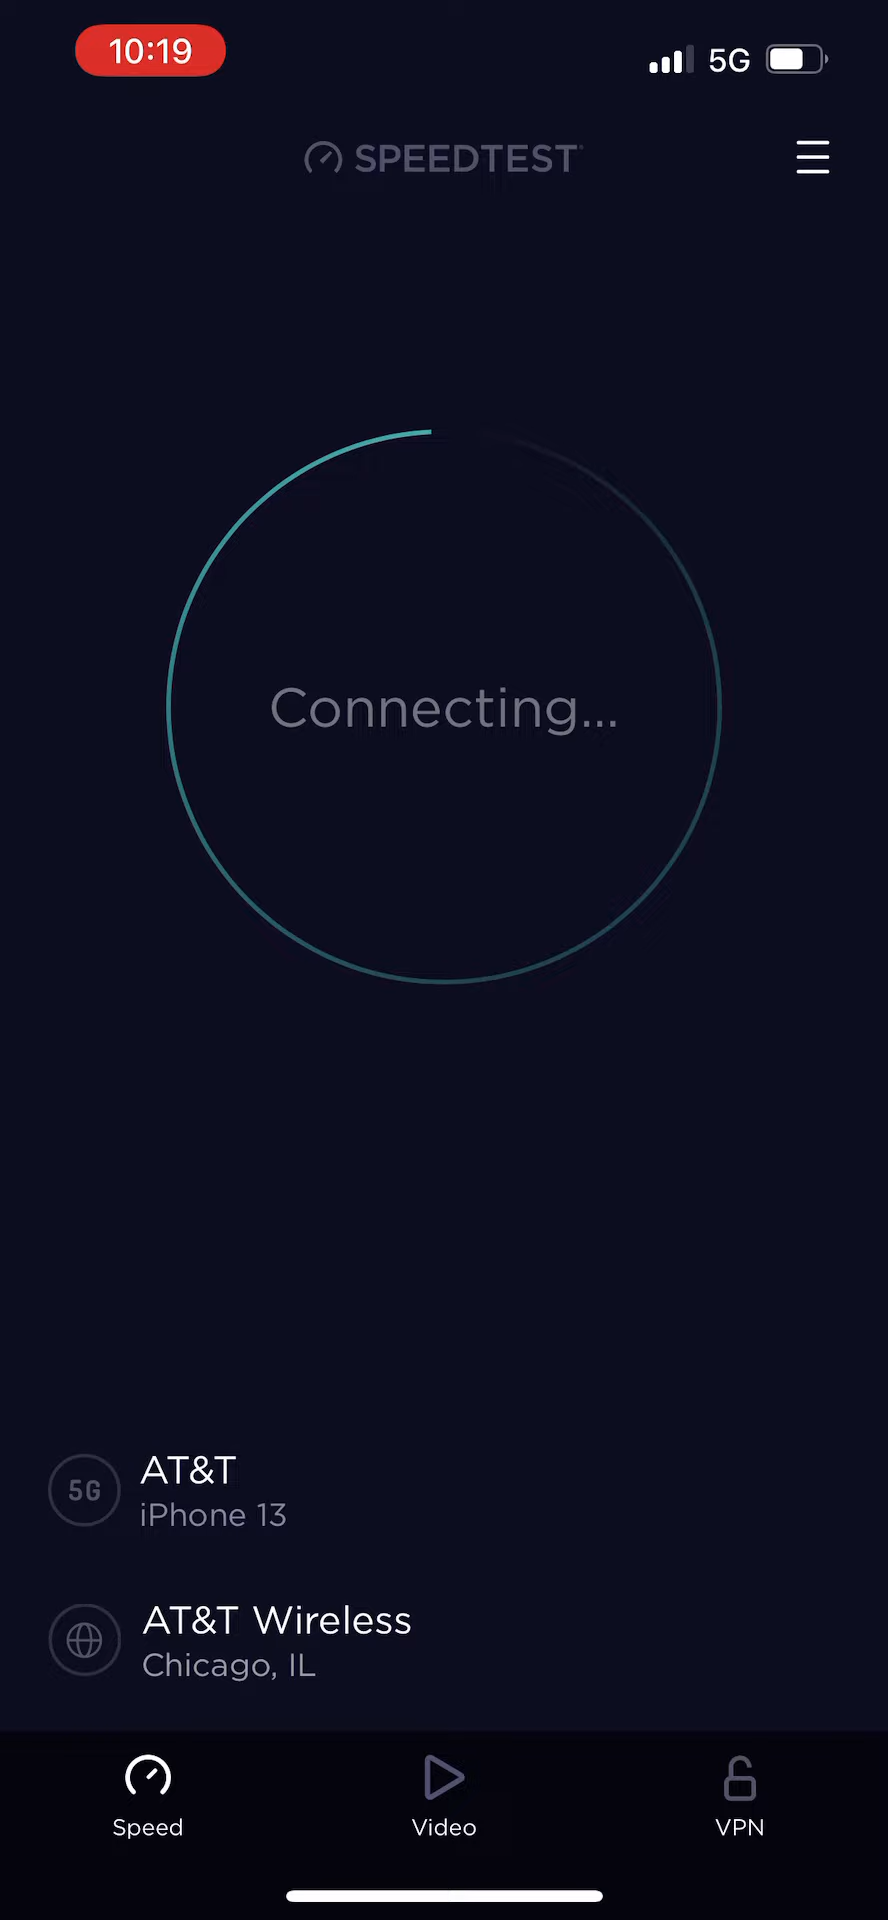 10:19
5G
SPEEDTEST
Connecting...
5G
AT&T
iPhone 13
AT&T Wireless
Chicago, IL
Speed
Video
VPN